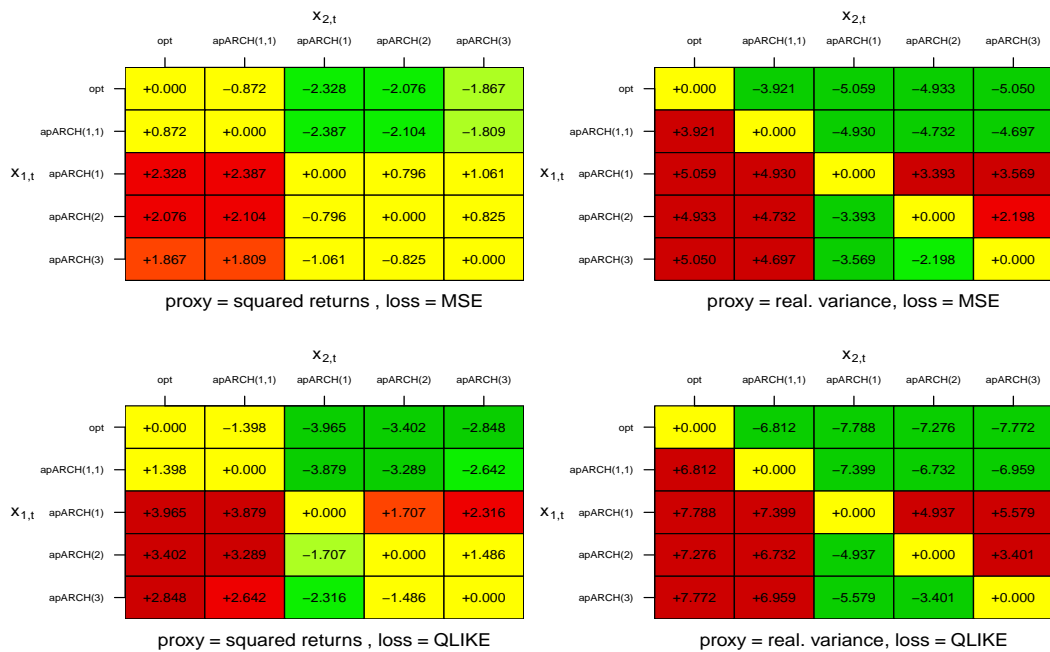 x2,t
opt apARCH(1,1) apARCH(1) apARCH(2) apARCH(3)
opt +0.000 −0.872 −2.328 −2.076 −1.867
apARCH(1,1) +0.872 +0.000 −2.387 −2.104 −1.809
x1,t apARCH(1) +2.328 +2.387 +0.000 +0.796 +1.061
apARCH(2) +2.076 +2.104 −0.796 +0.000 +0.825
apARCH(3) +1.867 +1.809 −1.061 −0.825 +0.000
proxy = squared returns , loss = MSE
x2,t
opt apARCH(1,1) apARCH(1) apARCH(2) apARCH(3)
opt +0.000 −3.921 −5.059 −4.933 −5.050
apARCH(1,1) +3.921 +0.000 −4.930 −4.732 −4.697
x1,t apARCH(1) +5.059 +4.930 +0.000 +3.393 +3.569
apARCH(2) +4.933 +4.732 −3.393 +0.000 +2.198
apARCH(3) +5.050 +4.697 −3.569 −2.198 +0.000
proxy = real. variance, loss = MSE
x2,t
opt apARCH(1,1) apARCH(1) apARCH(2) apARCH(3)
opt +0.000 −1.398 −3.965 −3.402 −2.848
apARCH(1,1) +1.398 +0.000 −3.879 −3.289 −2.642
x1,t apARCH(1) +3.965 +3.879 +0.000 +1.707 +2.316
apARCH(2) +3.402 +3.289 −1.707 +0.000 +1.486
apARCH(3) +2.848 +2.642 −2.316 −1.486 +0.000
proxy = squared returns , loss = QLIKE
x2,t
opt apARCH(1,1) apARCH(1) apARCH(2) apARCH(3)
opt +0.000 −6.812 −7.788 −7.276 −7.772
apARCH(1,1) +6.812 +0.000 −7.399 −6.732 −6.959
x1,t apARCH(1) +7.788 +7.399 +0.000 +4.937 +5.579
apARCH(2) +7.276 +6.732 −4.937 +0.000 +3.401
apARCH(3) +7.772 +6.959 −5.579 −3.401 +0.000
proxy = real. variance, loss = QLIKE